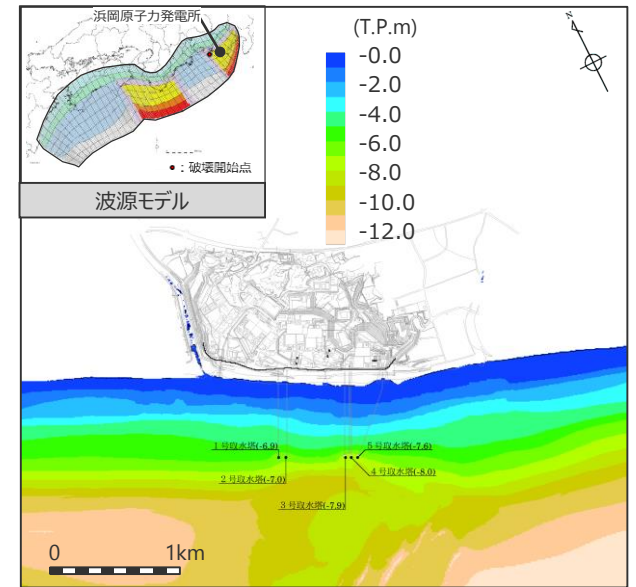 浜岡原子力発電所
●：破壊開始点
波源モデル
(T.P.m)
-0.0
-2.0
-4.0
-6.0
-8.0
-10.0
-12.0
N
1号取水塔(-6.9)
2号取水塔(-7.0)
3号取水塔(-7.9)
5号取水塔(-7.6)
4号取水塔(-8.0)
0 1km